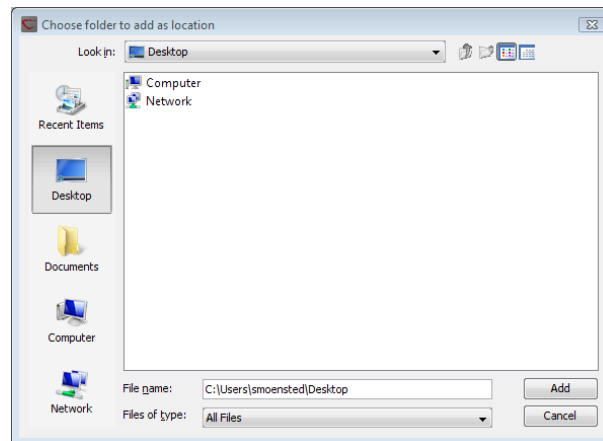 Choose folder to add as location
Look in: Desktop
Computer
Network
Recent Items
Desktop
Documents
Computer
Network
File name: C:\Users\smoensted\Desktop Add
Files of type: All Files Cancel